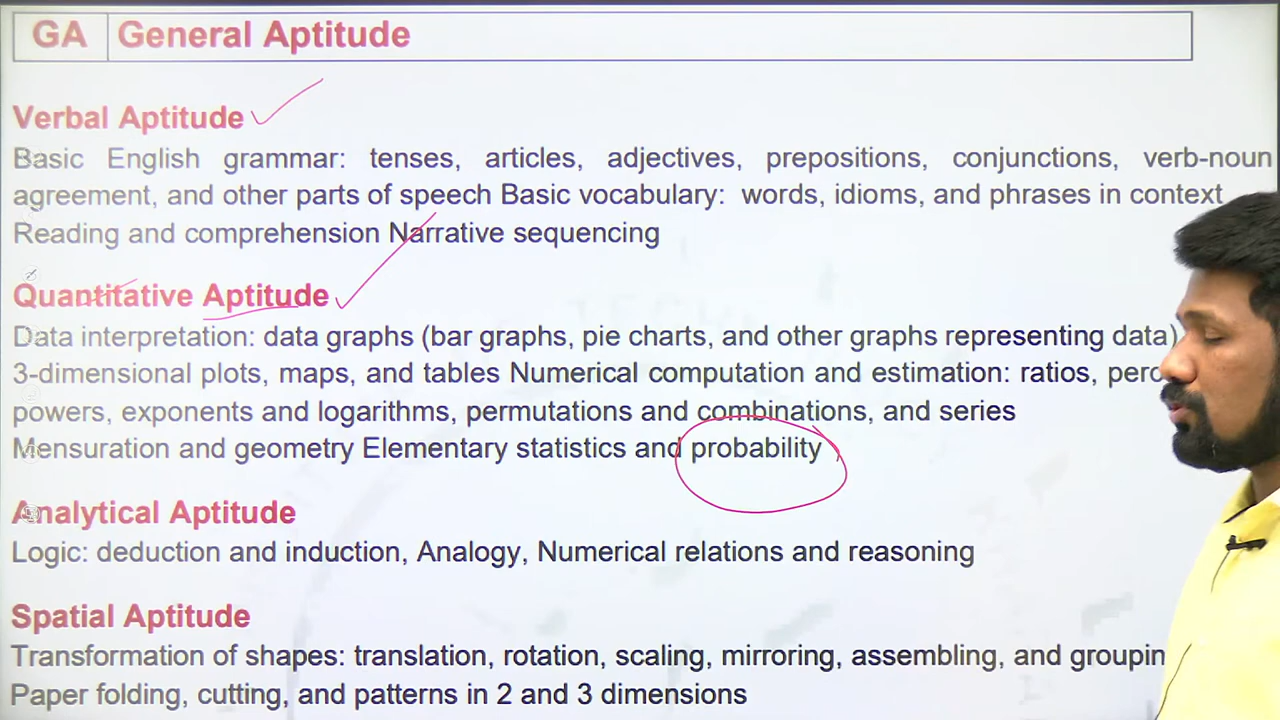 GA General Aptitude
Verbal Aptitude
Basic English grammar: tenses, articles, adjectives, prepositions, conjunctions, verb-noun
agreement, and other parts of speech Basic vocabulary: words, idioms, and phrases in context
Reading and comprehension Narrative sequencing
Quantitative Aptitude
Data interpretation: data graphs (bar graphs, pie charts, and other graphs representing data)
3-dimensional plots, maps, and tables Numerical computation and estimation: ratios,
powers, exponents and logarithms, permutations and combinations, and series
Mensuration and geometry Elementary statistics and probability
Analytical Aptitude
Logic: deduction and induction, Analogy, Numerical relations and reasoning
Spatial Aptitude
Transformation of shapes: translation, rotation, scaling, mirroring, assembling, and groupin
Paper folding, cutting, and patterns in 2 and 3 dimensions